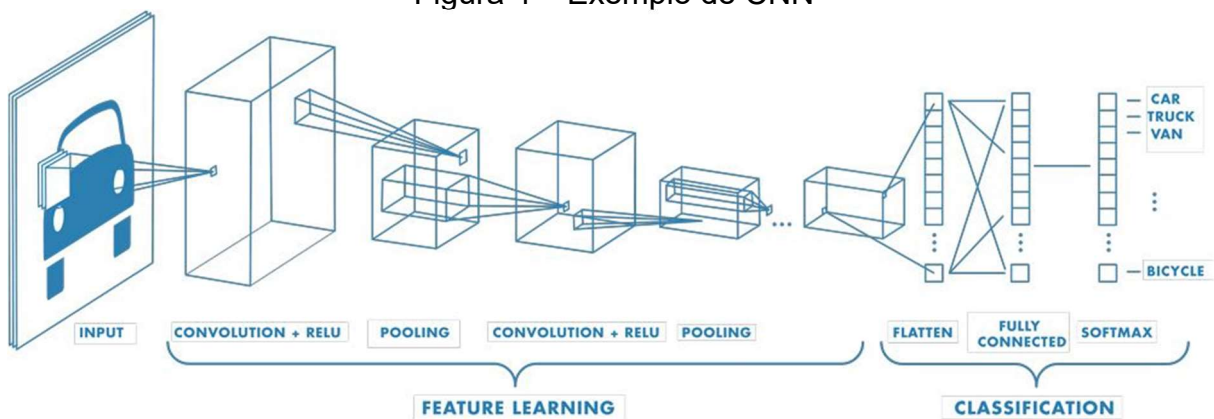 Figura – Exemplo de CNN
CAR
TRUCK
VAN
BICYCLE
INPUT
CONVOLUTION + RELU
POOLING
CONVOLUTION + RELU
POOLING
FLATTEN
FULLY
CONNECTED
SOFTMAX
FEATURE LEARNING
CLASSIFICATION